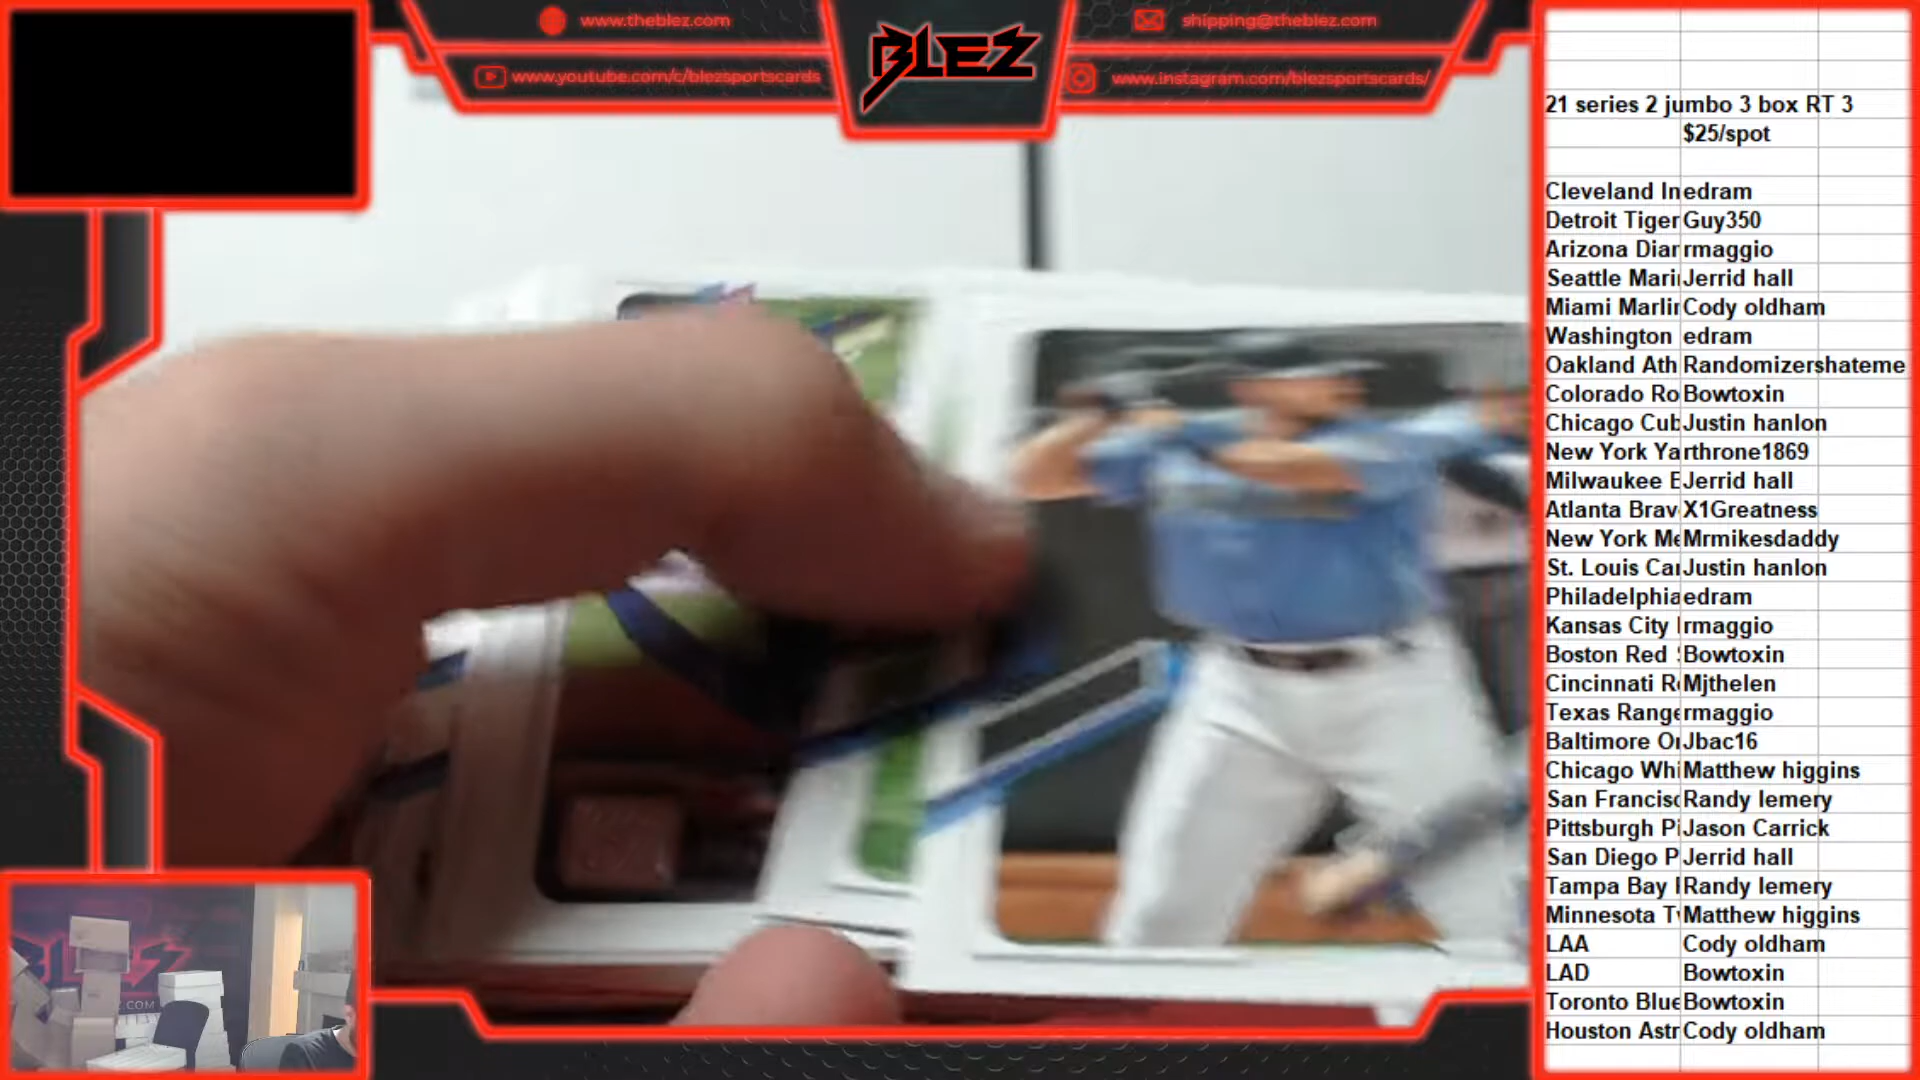 www.theblez.com
BLEZ
shipping@theblez.com
www.youtube.com/c/blezsportscards
www.instagram.com/blezsportscards/
21 series 2 jumbo 3 box RT 3
$25/spot
Cleveland In edram
Detroit Tiger Guy350
Arizona Diar rmaggio
Seattle Mari Jerrid hall
Miami Marlin Cody oldham
Washington edram
Oakland Ath Randomizershateme
Colorado Ro Bowtoxin
Chicago Cub Justin hanlon
New York Ya rthrone1869
Milwaukee B Jerrid hall
Atlanta Brav X1Greatness
New York Me Mrmikesdaddy
St. Louis Car Justin hanlon
Philadelphia edram
Kansas City rmaggio
Boston Red Bowtoxin
Cincinnati Re Mjthelen
Texas Range rmaggio
Baltimore Or Jbac16
Chicago Whi Matthew higgins
San Francisc Randy lemery
Pittsburgh Pi Jason Carrick
San Diego P Jerrid hall
Tampa Bay Randy lemery
Minnesota Tw Matthew higgins
LAA Cody oldham
LAD Bowtoxin
Toronto Blue Bowtoxin
Houston Astr Cody oldham